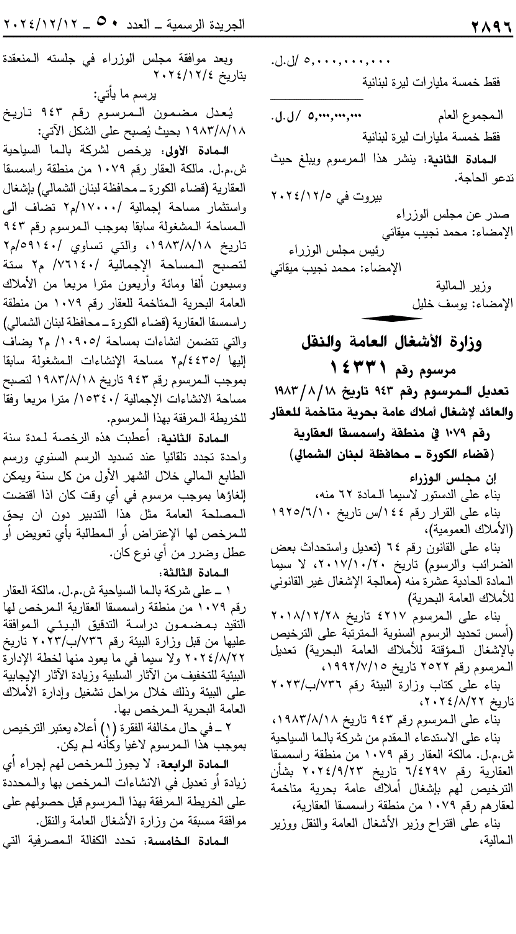 ٢٨٩٦
الجريدة الرسمية – العدد ٥٠ – ٢٠٢٤/١٢/١٢
٥,٠٠٠,٠٠٠,٠٠٠ /ل.ل.
فقط خمسة مليارات ليرة لبنانية
المجموع العام ٥,٠٠٠,٠٠٠,٠٠٠ /ل.ل.
فقط خمسة مليارات ليرة لبنانية
المادة الثانية: ينشر هذا المرسوم ويبلغ حيث
تدعو الحاجة.
بيروت في ٢٠٢٤/١٢/٥
صدر عن مجلس الوزراء
الإمضاء: محمد نجيب ميقاتي
رئيس مجلس الوزراء
الإمضاء: محمد نجيب ميقاتي
وزير المالية
الإمضاء: يوسف خليل
وزارة الأشغال العامة والنقل
مرسوم رقم ١٤٣٣١
تعديل المرسوم رقم ٩٤٣ تاريخ ١٩٨٣/٨/١٨
والعائد لإشغال أملاك عامة بحرية متاخمة للعقار
رقم ١٠٧٩ في منطقة راسمسقا العقارية
(قضاء الكورة – محافظة لبنان الشمالي)
إن مجلس الوزراء
بناء على الدستور لاسيما المادة ٦٢ منه،
بناء على القرار رقم ١٤٤/س تاريخ ١٩٢٥/٦/١٠
(الأملاك العمومية)،
بناء على القانون رقم ٦٤ (تعديل واستحداث بعض
الضرائب والرسوم) تاريخ ٢٠١٧/١٠/٢٠، لا سيما
المادة الحادية عشرة منه (معالجة الإشغال غير القانوني
للأملاك العامة البحرية)
بناء على المرسوم ٤٢١٧ تاريخ ٢٠١٨/١٢/٢٨
(أسس تحديد الرسوم السنوية المترتبة على الترخيص
بالإشغال المؤقتة للأملاك العامة البحرية) تعديل
المرسوم رقم ٢٥٢٢ تاريخ ١٩٩٢/٧/١٥،
بناء على كتاب وزارة البيئة رقم ٧٣٦/ب/٢٠٢٣
تاريخ ٢٠٢٤/٨/٢٢،
بناء على المرسوم رقم ٩٤٣ تاريخ ١٩٨٣/٨/١٨،
بناء على الاستدعاء المقدم من شركة بالما السياحية
ش.م.ل. مالكة العقار رقم ١٠٧٩ من منطقة راسمسقا
العقارية رقم ٦/٤٢٩٧ تاريخ ٢٠٢٤/٩/٢٣ بشأن
الترخيص لهم بإشغال أملاك عامة بحرية متاخمة
لعقارهم رقم ١٠٧٩ من منطقة راسمسقا العقارية،
بناء على اقتراح وزير الأشغال العامة والنقل ووزير
المالية،
وبعد موافقة مجلس الوزراء في جلسته المنعقدة
بتاريخ ٢٠٢٤/١٢/٤
يرسم ما يأتي:
يُعدل مضمون المرسوم رقم ٩٤٣ تاريخ
١٩٨٣/٨/١٨ بحيث يُصبح على الشكل الآتي:
المادة الأولى: يرخص لشركة بالما السياحية
ش.م.ل. مالكة العقار رقم ١٠٧٩ من منطقة راسمسقا
العقارية (قضاء الكورة – محافظة لبنان الشمالي) بإشغال
واستثمار مساحة إجمالية /١٧٠٠٠/م٢ تضاف الى
المساحة المشغولة سابقا بموجب المرسوم رقم ٩٤٣
تاريخ ١٩٨٣/٨/١٨، والتي تساوي /٥٩١٤٠/م٢
لتصبح المساحة الإجمالية /٧٦١٤٠/ م٢ ستة
وسبعون ألفا ومائة وأربعون مترا مربعا من الأملاك
العامة البحرية المتاخمة للعقار ١٠٧٩ من منطقة
راسمسقا العقارية (قضاء الكورة – محافظة لبنان الشمالي)
والتي تتضمن انشاءات بمساحة /١٠٩٠٥/ م٢ يضاف
إليها /٤٤٣٥/م٢ مساحة الإنشاءات المشغولة سابقا
بموجب المرسوم رقم ٩٤٣ تاريخ ١٩٨٣/٨/١٨ لتصبح
مساحة الانشاءات الإجمالية /١٥٣٤٠/ مترا مربعا وفقا
للخريطة المرفقة بهذا المرسوم.
المادة الثانية: أعطيت هذه الرخصة لمدة سنة
واحدة تجدد تلقائيا عند تسديد الرسم السنوي ورسم
الطابع المالي خلال الشهر الأول من كل سنة ويمكن
إلغاؤها بموجب مرسوم في أي وقت كان اذا اقتضت
المصلحة العامة مثل هذا التدبير دون ان يحق
للمرخص لها الإعتراض أو المطالبة بأي تعويض أو
عطل وضرر من أي نوع كان.
المادة الثالثة:
١ – على شركة بالما السياحية ش.م.ل. مالكة العقار
رقم ١٠٧٩ من منطقة راسمسقا العقارية المرخص لها
التقيد بمضمون دراسة التدقيق البيئي الموافقة
عليها من قبل وزارة البيئة رقم ٧٣٦/ب/٢٠٢٣ تاريخ
٢٠٢٤/٨/٢٢ ولا سيما في ما يعود منها لخطة الإدارة
البيئية للتخفيف من الآثار السلبية وزيادة الآثار الإيجابية
على البيئة وذلك خلال مراحل تشغيل وإدارة الأملاك
العامة البحرية المرخص بها.
٢ – في حال مخالفة الفقرة (١) أعلاه يعتبر الترخيص
بموجب هذا المرسوم لاغيا وكأنه لم يكن.
المادة الرابعة: لا يجوز للمرخص لهم إجراء أي
زيادة أو تعديل في الانشاءات المرخص بها والمحددة
على الخريطة المرفقة بهذا المرسوم قبل حصولهم على
موافقة مسبقة من وزارة الأشغال العامة والنقل.
المادة الخامسة: تحدد الكفالة المصرفية التي